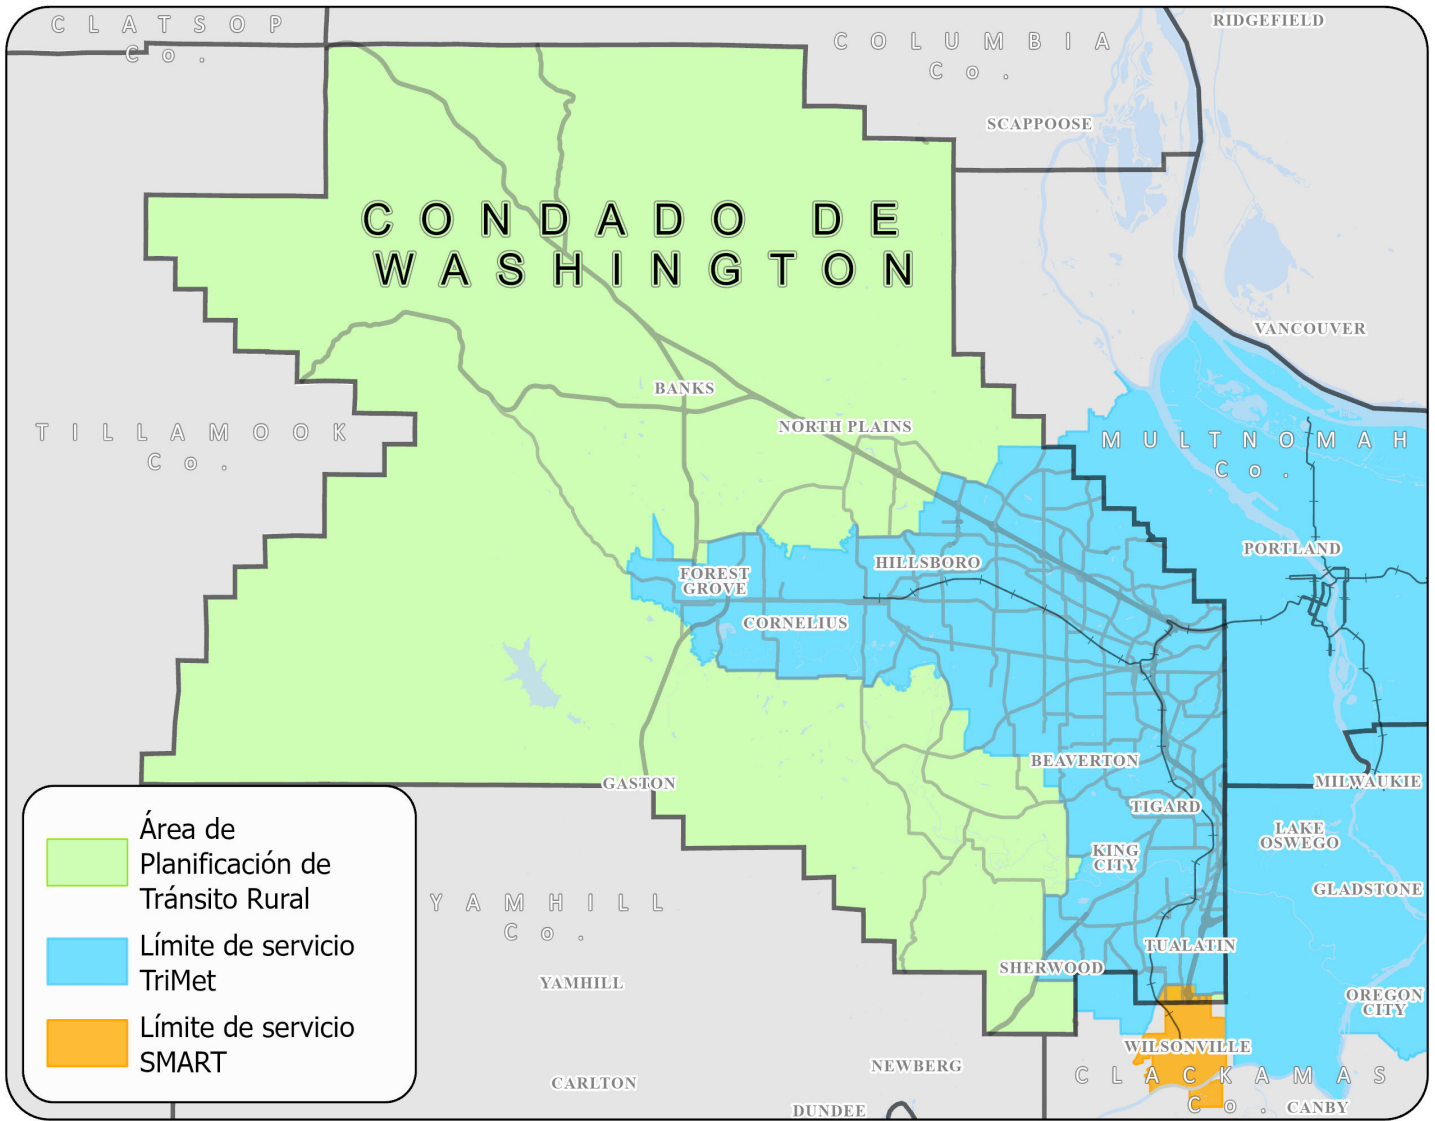 CLATSOP
Co.
COLUMBIA
Co.
RIDGEFIELD
SCAPPOOSE
CONDADO DE
WASHINGTON
VANCOUVER
BANKS
NORTH PLAINS
TILLAMOOK
Co.
MULTNOMAH
Co.
PORTLAND
HILLSBORO
FOREST
GROVE
CORNELIUS
BEAVERTON
GASTON
MILWAUKIE
TIGARD
LAKE
OSWEGO
KING
CITY
GLADSTONE
YAMHILL
Co.
TUALATIN
SHERWOOD
YAMHILL
OREGON
CITY
WILSONVILLE
NEWBERG
CLACKAMAS
Co.
CARLTON
DUNDEE
CANBY
Área de
Planificación de
Tránsito Rural
Límite de servicio
TriMet
Límite de servicio
SMART